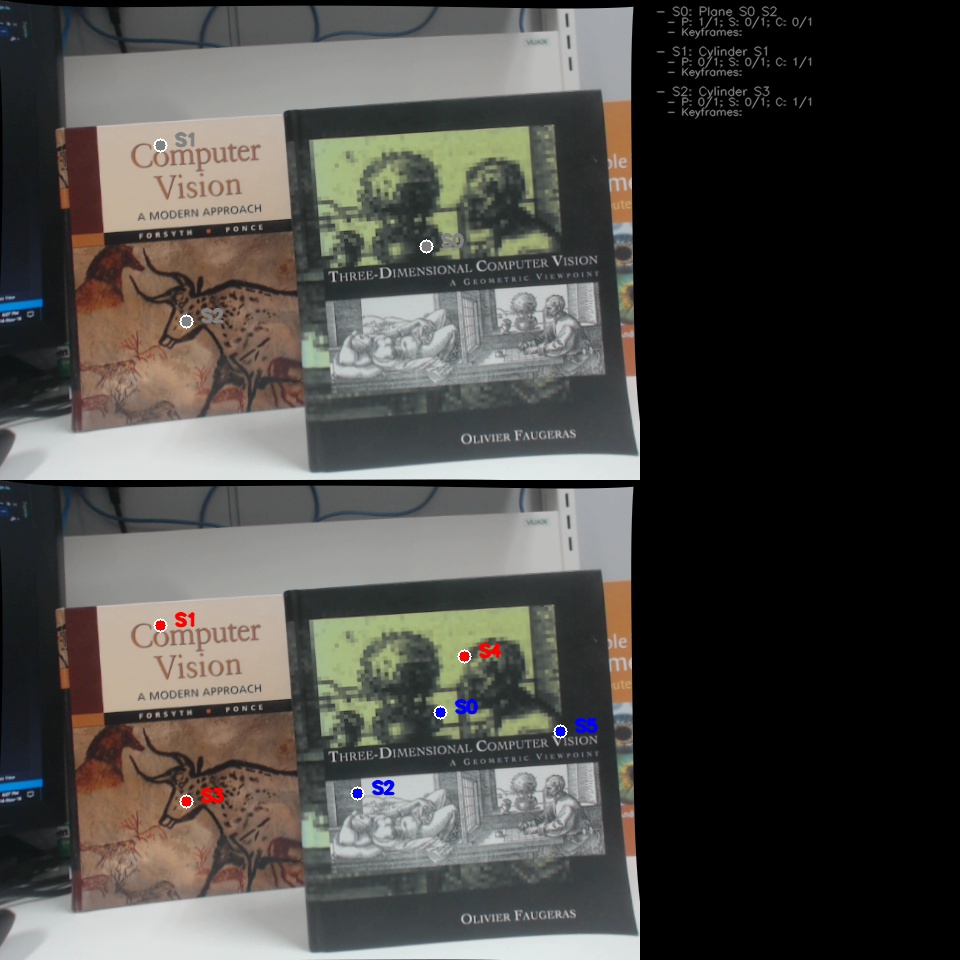 S0: Plane S0 S2
P: 1/1; S: 0/1; C: 0/1
Keyframes:
S1: Cylinder S1
P: 0/1; S: 0/1; C: 1/1
Keyframes:
S2: Cylinder S3
P: 0/1; S: 0/1; C: 1/1
Keyframes:
S1
Computer
Vision
A MODERN APPROACH
FORSYTH PONCE
S2
S0
THREE-DIMENSIONAL COMPUTER VISION
A GEOMETRIC VIEWPOINT
OLIVIER FAUGERAS
S1
Computer
Vision
A MODERN APPROACH
FORSYTH PONCE
S3
S4
S0
S5
THREE-DIMENSIONAL COMPUTER VISION
A GEOMETRIC VIEWPOINT
S2
OLIVIER FAUGERAS